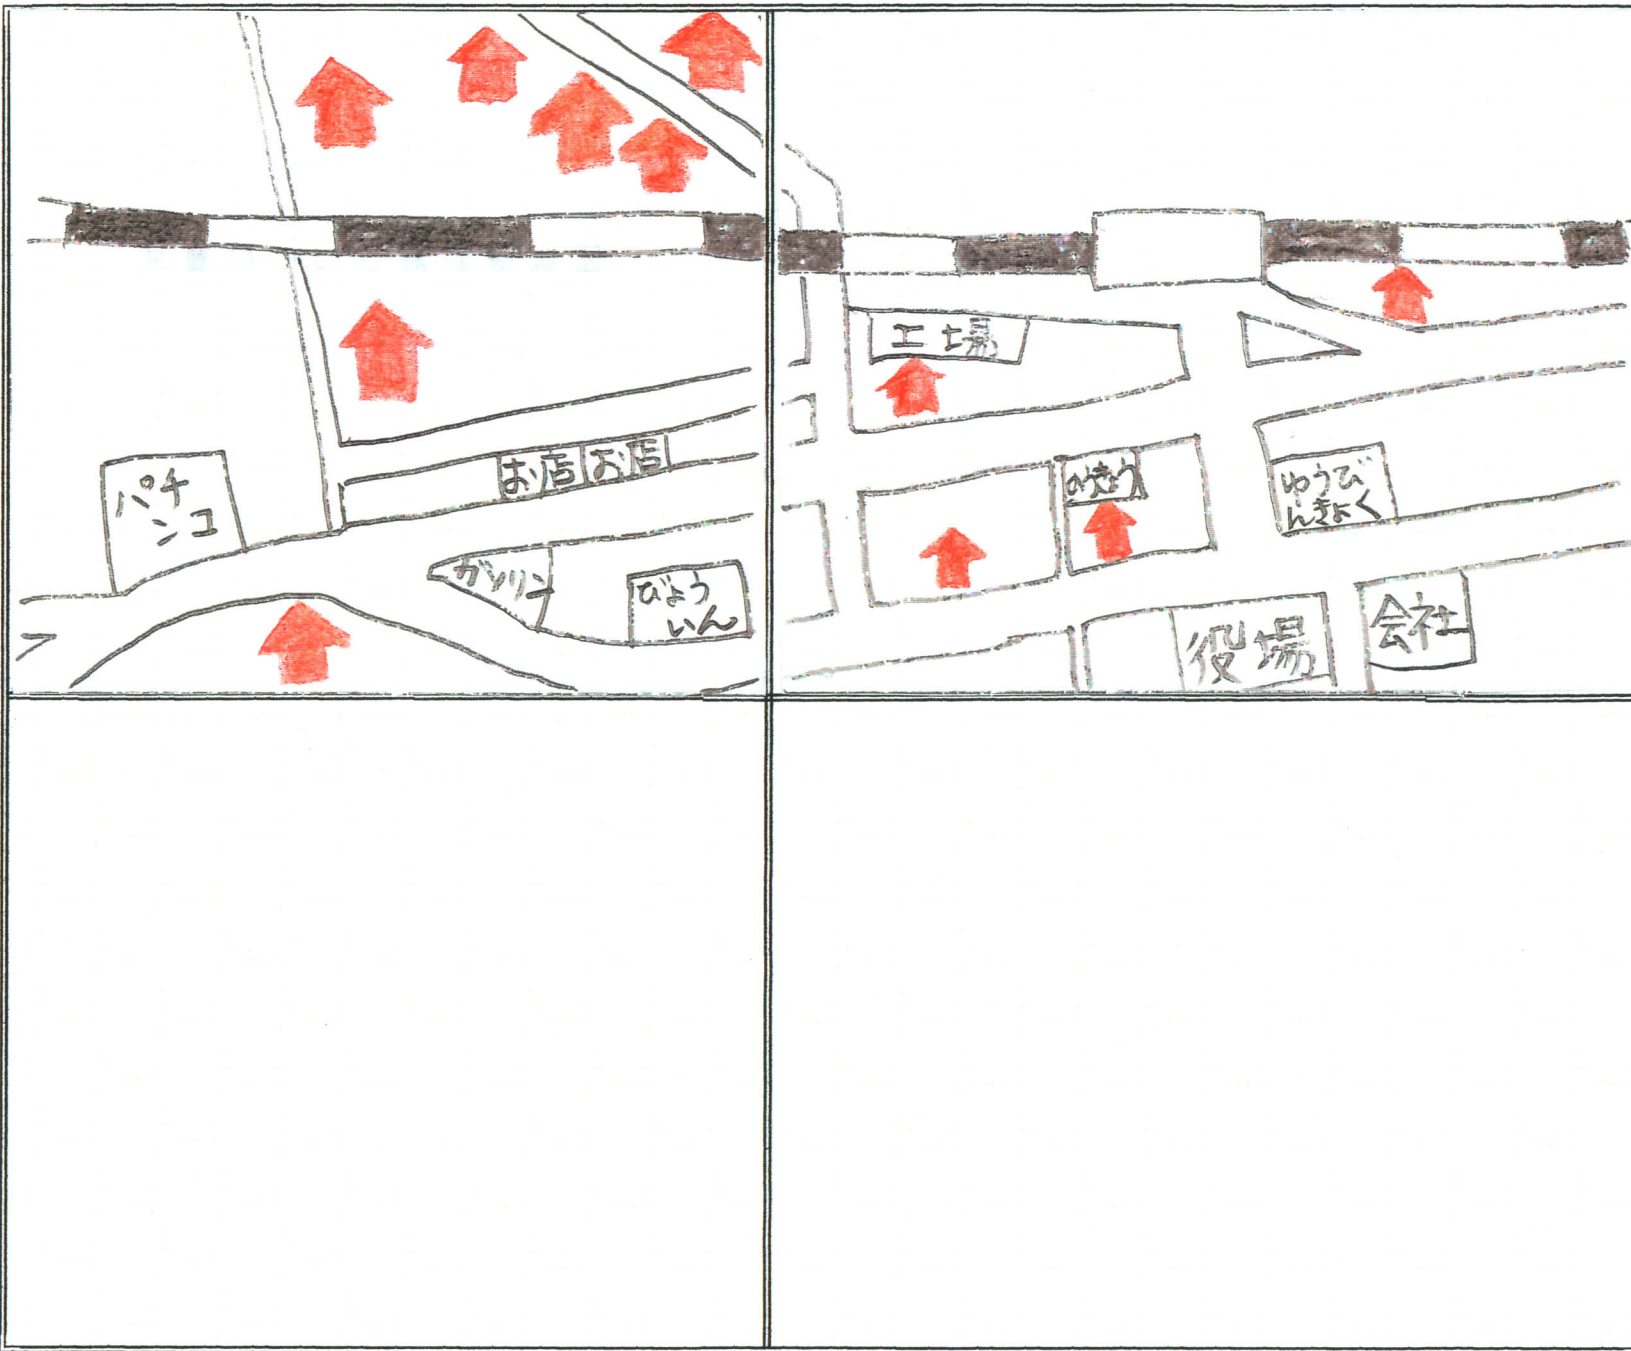 パチ
ンコ
お店
お店
ガソリン
びょう
いん
工場
のうきょう
ゆうび
んきょく
役場
会社